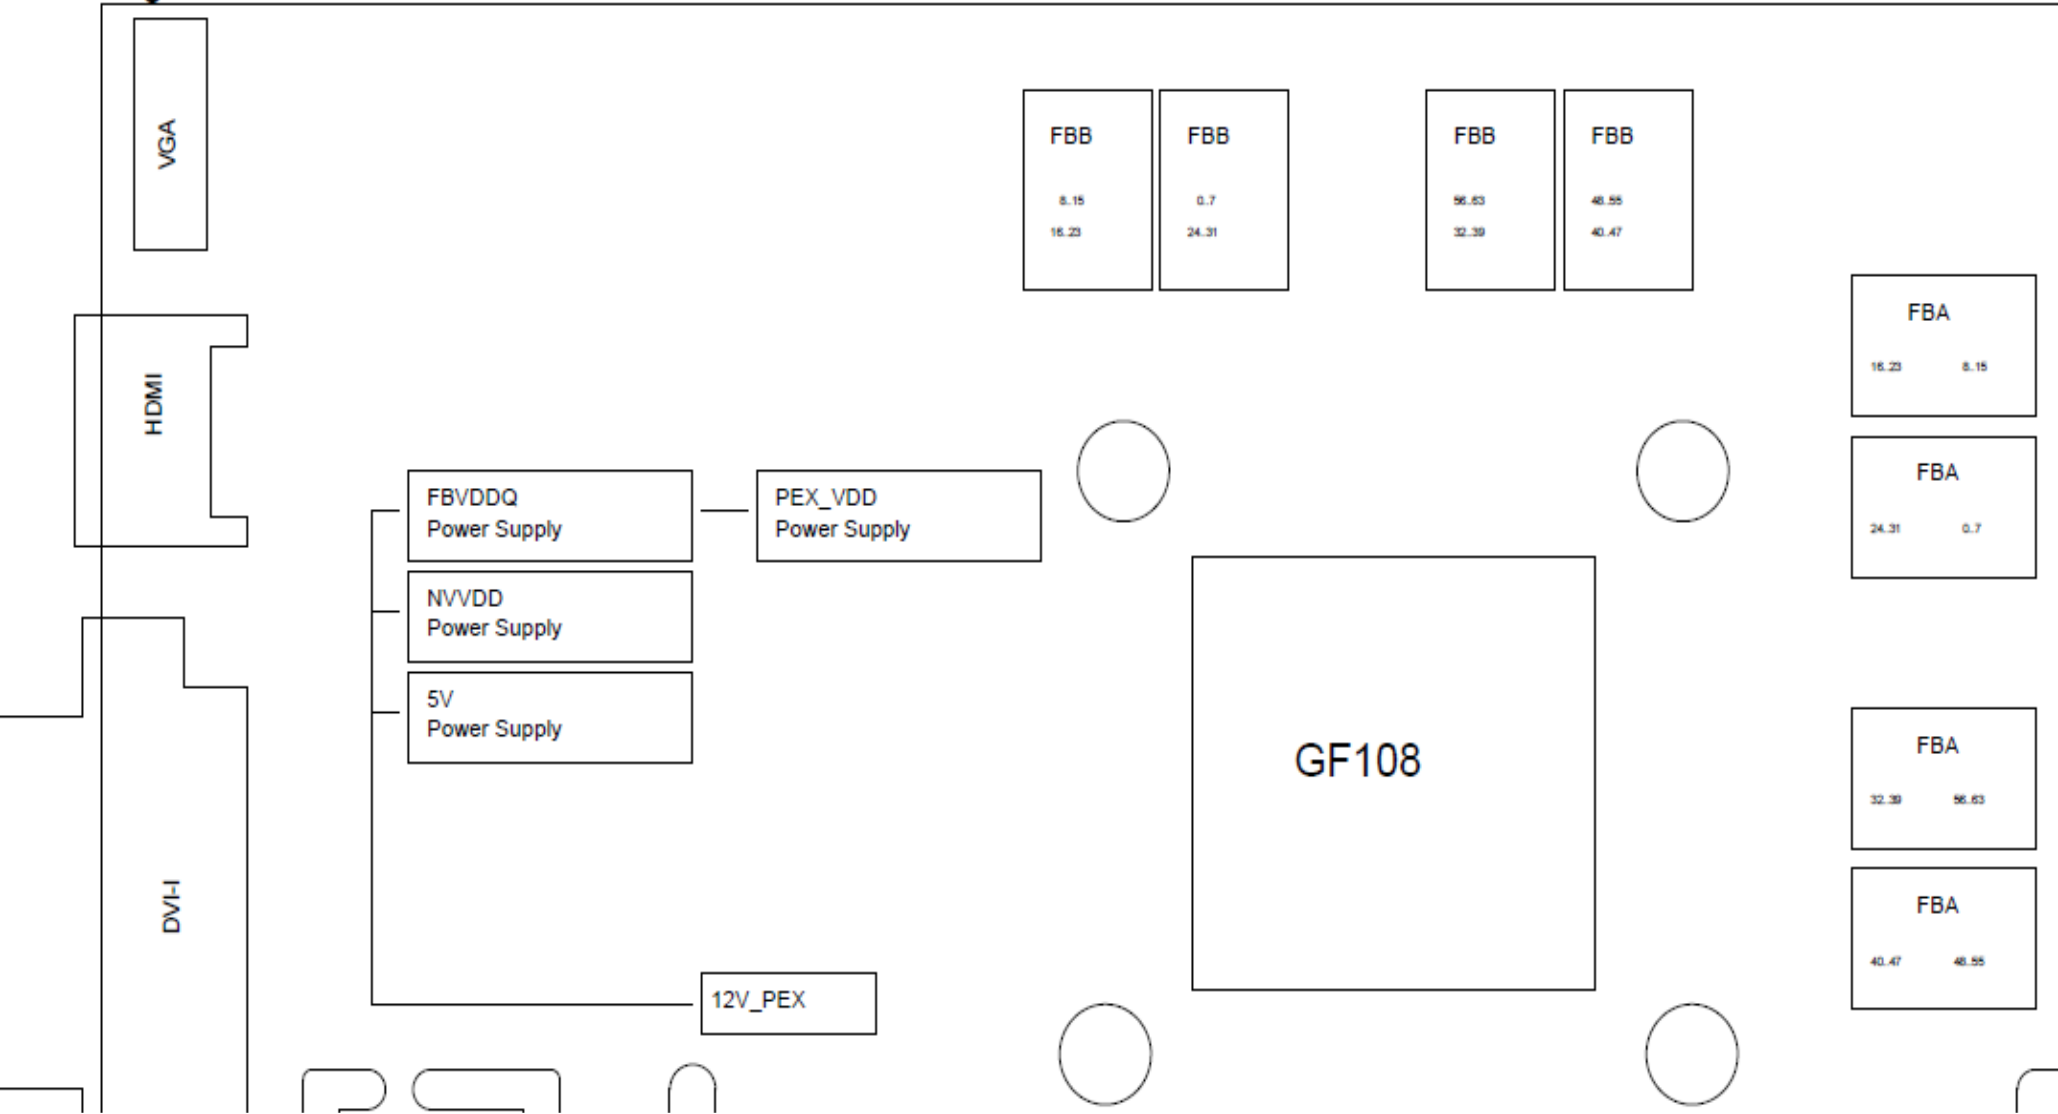 VGA
FBB
8..15
16..23
FBB
0..7
24..31
FBB
56..63
32..39
FBB
48..55
40..47
FBA
16..23 8..15
HDMI
FBA
24..31 0..7
FBVDDQ
Power Supply
PEX_VDD
Power Supply
NVVDD
Power Supply
5V
Power Supply
GF108
FBA
32..39 56..63
DVI-I
FBA
40..47 48..55
12V_PEX